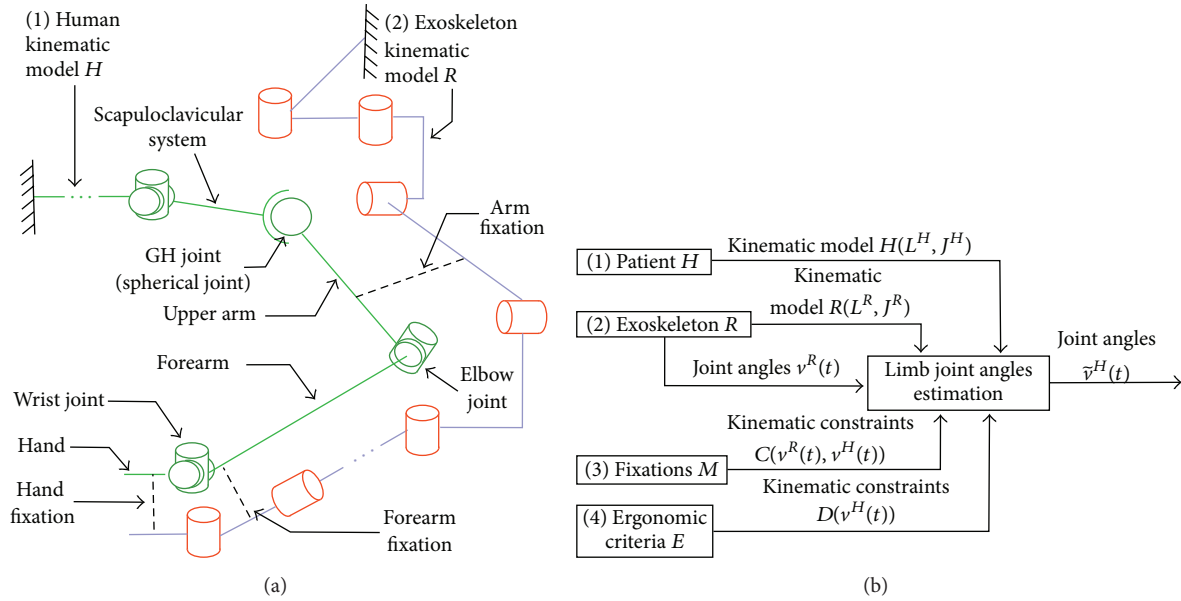 (1) Human
kinematic
model H
(2) Exoskeleton
kinematic
model R
Scapuloclavicular
system
Arm
fixation
GH joint
(spherical joint)
Upper arm
Forearm
Elbow
joint
Wrist joint
Hand
Hand
fixation
Forearm
fixation
(a)
Kinematic model H(L^H, J^H)
(1) Patient H
Kinematic
model R(L^R, J^R)
(2) Exoskeleton R
Joint angles ν^R(t)
Limb joint angles
estimation
Joint angles
ν̃^H(t)
Kinematic constraints
C(ν^R(t), ν^H(t))
(3) Fixations M
Kinematic constraints
D(ν^H(t))
(4) Ergonomic
criteria E
(b)